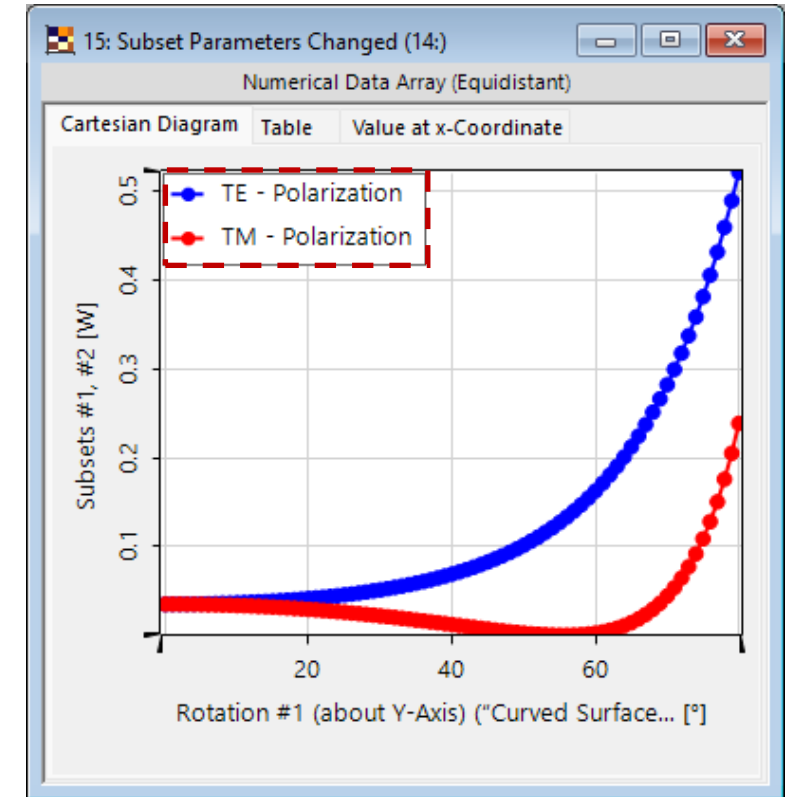 15: Subset Parameters Changed (14:)
Numerical Data Array (Equidistant)
Cartesian Diagram Table Value at x-Coordinate
TE - Polarization
TM - Polarization
0.5
0.4
0.3
0.2
0.1
Subsets #1, #2 [W]
20 40 60
Rotation #1 (about Y-Axis) ("Curved Surface... [°]